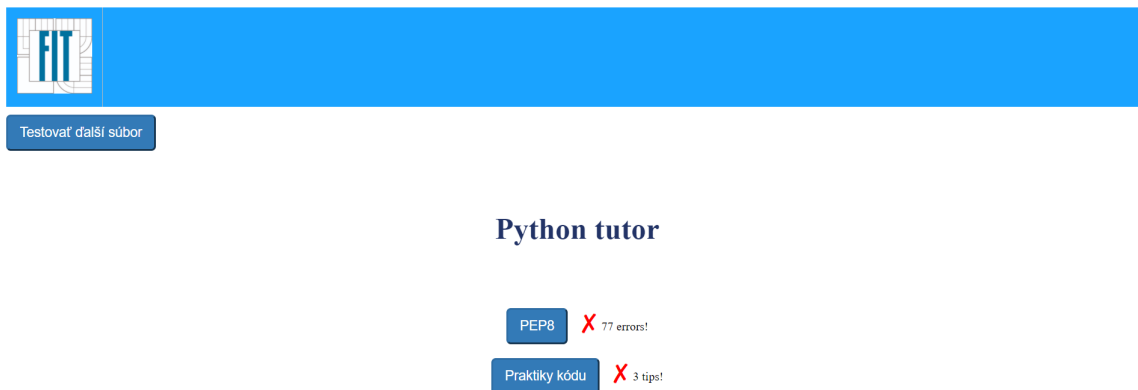 FIT
Testovať ďalší súbor
Python tutor
PEP8 ✗ 77 errors!
Praktiky kódu ✗ 3 tips!